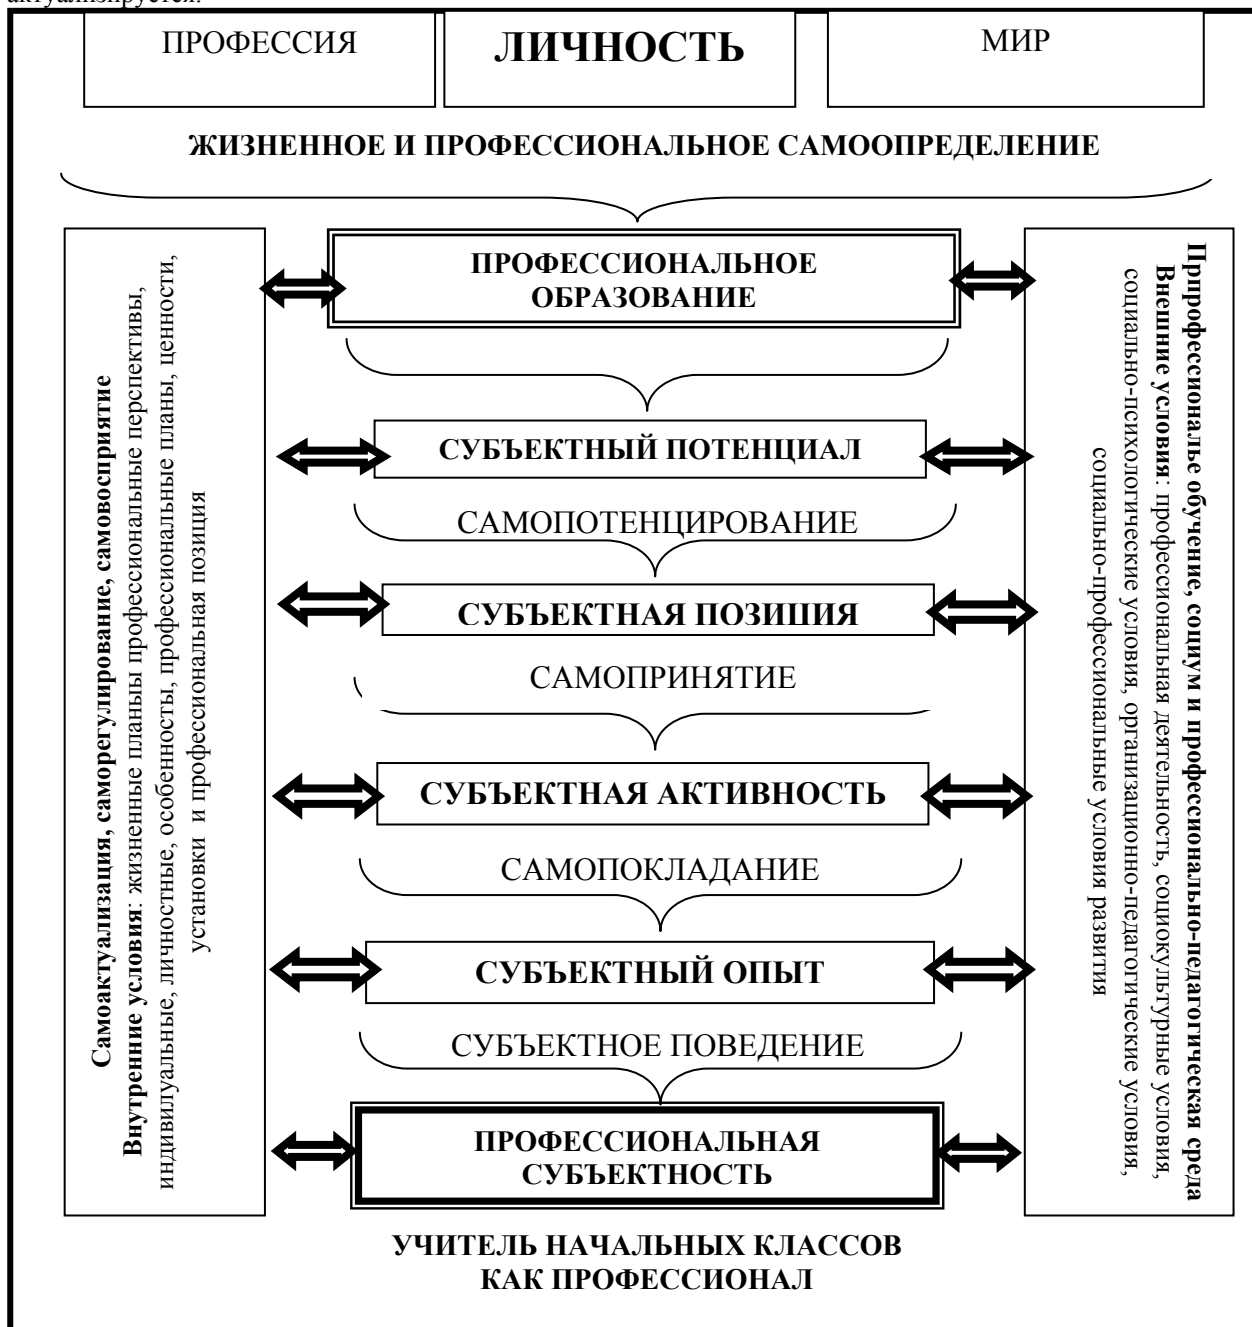 актуализируется.
ПРОФЕССИЯ
ЛИЧНОСТЬ
МИР
ЖИЗНЕННОЕ И ПРОФЕССИОНАЛЬНОЕ САМООПРЕДЕЛЕНИЕ
Самоактуализация, саморегулирование, самовосприятие
Внутренние условия: жизненные планыы профессиональные перспективы,
индивилуальные, личностные, особенности, профессиональные планы, ценности,
установки и профессиональная позиция
ПРОФЕССИОНАЛЬНОЕ
ОБРАЗОВАНИЕ
СУБЪЕКТНЫЙ ПОТЕНЦИАЛ
САМОПОТЕНЦИРОВАНИЕ
СУБЪЕКТНАЯ ПОЗИЦИЯ
САМОПРИНЯТИЕ
СУБЪЕКТНАЯ АКТИВНОСТЬ
САМОПОКЛАДАНИЕ
СУБЪЕКТНЫЙ ОПЫТ
СУБЪЕКТНОЕ ПОВЕДЕНИЕ
ПРОФЕССИОНАЛЬНАЯ
СУБЪЕКТНОСТЬ
Прпрофессиональе обучение, социум и профессионально-педагогическая среда
Внешние условия: профессиональная деятельность, социокультурные условия,
социально-психологические условия, организационно-педагогические условия,
социально-профессиональные условия развития
УЧИТЕЛЬ НАЧАЛЬНЫХ КЛАССОВ
КАК ПРОФЕССИОНАЛ